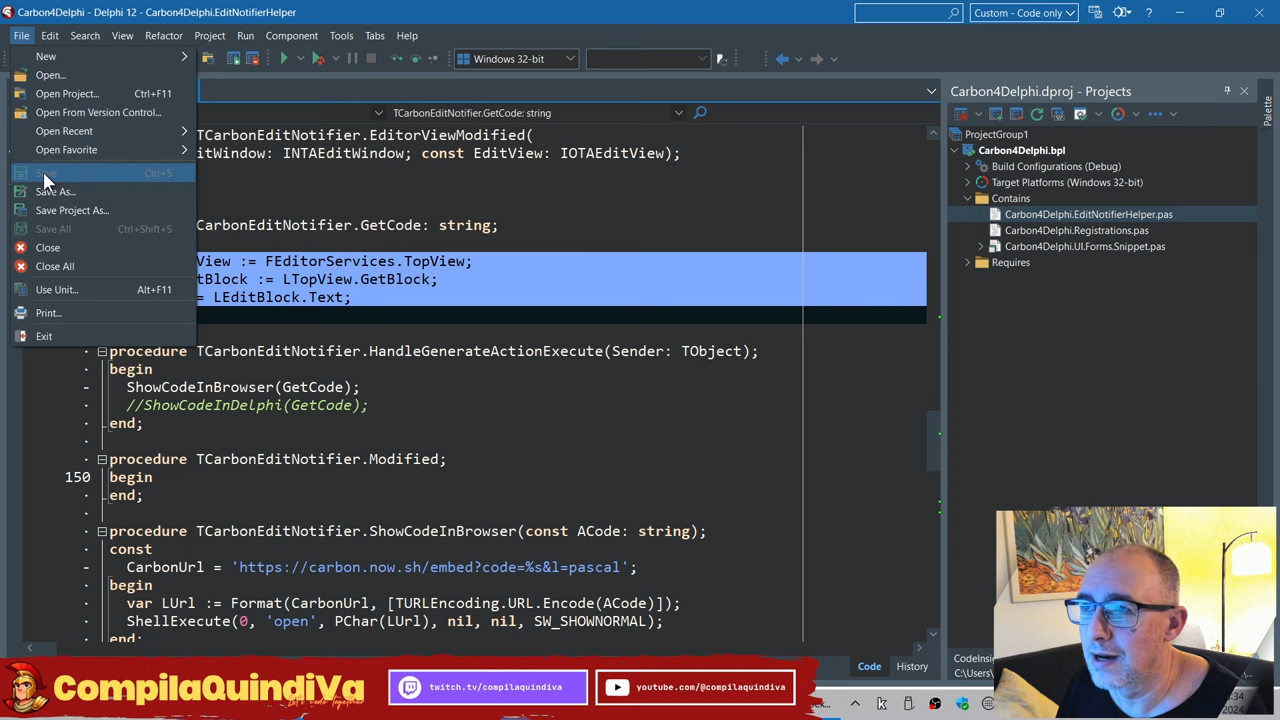 Carbon4Delphi - Delphi 12 - Carbon4Delphi.EditNotifierHelper
Custom - Code only
File Edit Search View Refactor Project Run Component Tools Tabs Help
Windows 32-bit
New
Open...
Open Project... Ctrl+F11
Open From Version Control...
Open Recent
Open Favorite
Save Ctrl+S
Save As...
Save Project As...
Save All Ctrl+Shift+S
Close
Close All
Use Unit... Alt+F11
Print...
Exit
TCarbonEditNotifier.GetCode: string
TCarbonEditNotifier.EditorViewModified(
itWindow: INTAEditWindow; const EditView: IOTAEditView);
CarbonEditNotifier.GetCode: string;
View := FEditorServices.TopView;
tBlock := LTopView.GetBlock;
= LEditBlock.Text;
procedure TCarbonEditNotifier.HandleGenerateActionExecute(Sender: TObject);
begin
ShowCodeInBrowser(GetCode);
//ShowCodeInDelphi(GetCode);
end;
procedure TCarbonEditNotifier.Modified;
150 begin
end;
procedure TCarbonEditNotifier.ShowCodeInBrowser(const ACode: string);
const
CarbonUrl = 'https://carbon.now.sh/embed?code=%s&l=pascal';
begin
var LUrl := Format(CarbonUrl, [TURLEncoding.URL.Encode(ACode)]);
ShellExecute(0, 'open', PChar(LUrl), nil, nil, SW_SHOWNORMAL);
end;
Code History
Carbon4Delphi.dproj - Projects
Palette
ProjectGroup1
Carbon4Delphi.bpl
Build Configurations (Debug)
Target Platforms (Windows 32-bit)
Contains
Carbon4Delphi.EditNotifierHelper.pas
Carbon4Delphi.Registrations.pas
Carbon4Delphi.UI.Forms.Snippet.pas
Requires
CompilaQuindiVa
Let's code Together
twitch.tv/compilaquindiva
youtube.com/@compilaquindiva